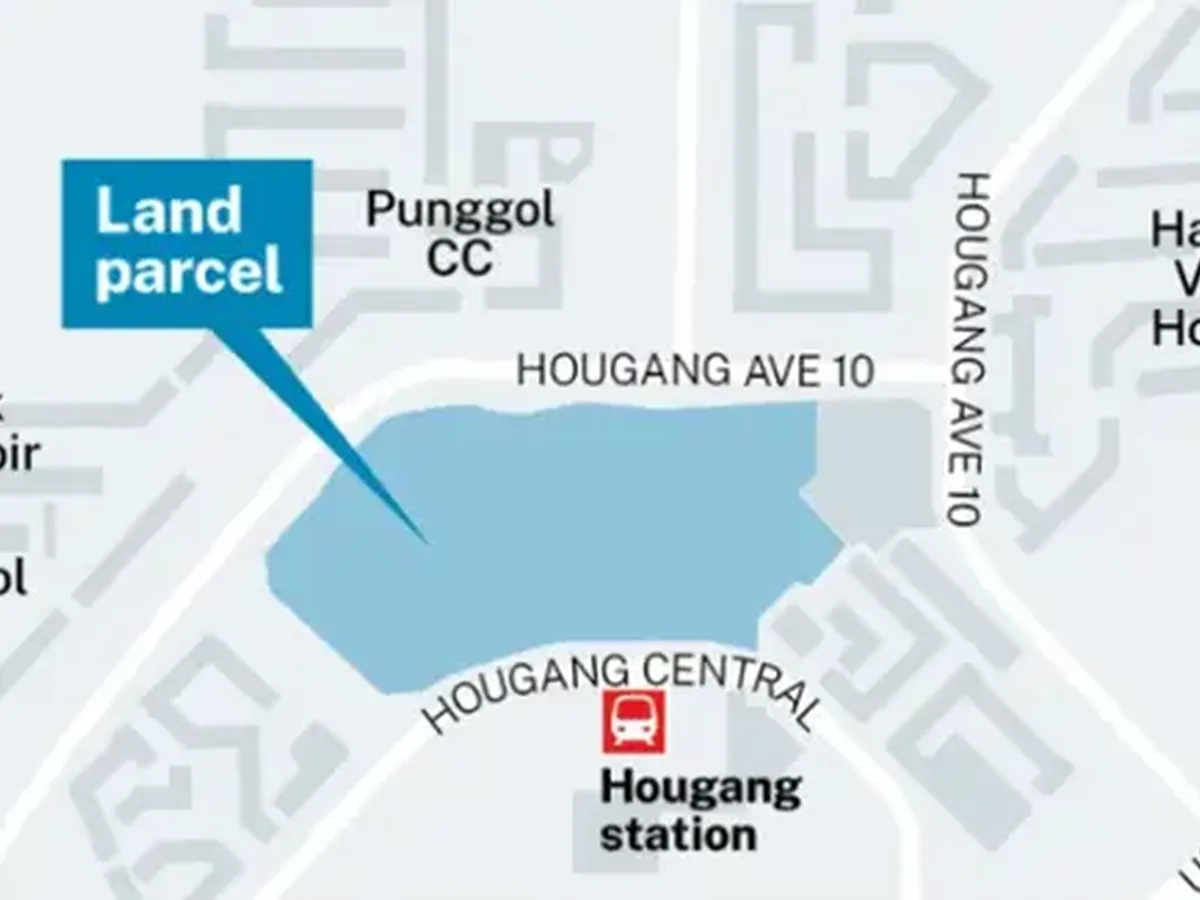 Land
parcel
Punggol
CC
HOUGANG AVE 10
HOUGANG AVE 10
HOUGANG CENTRAL
Hougang
station